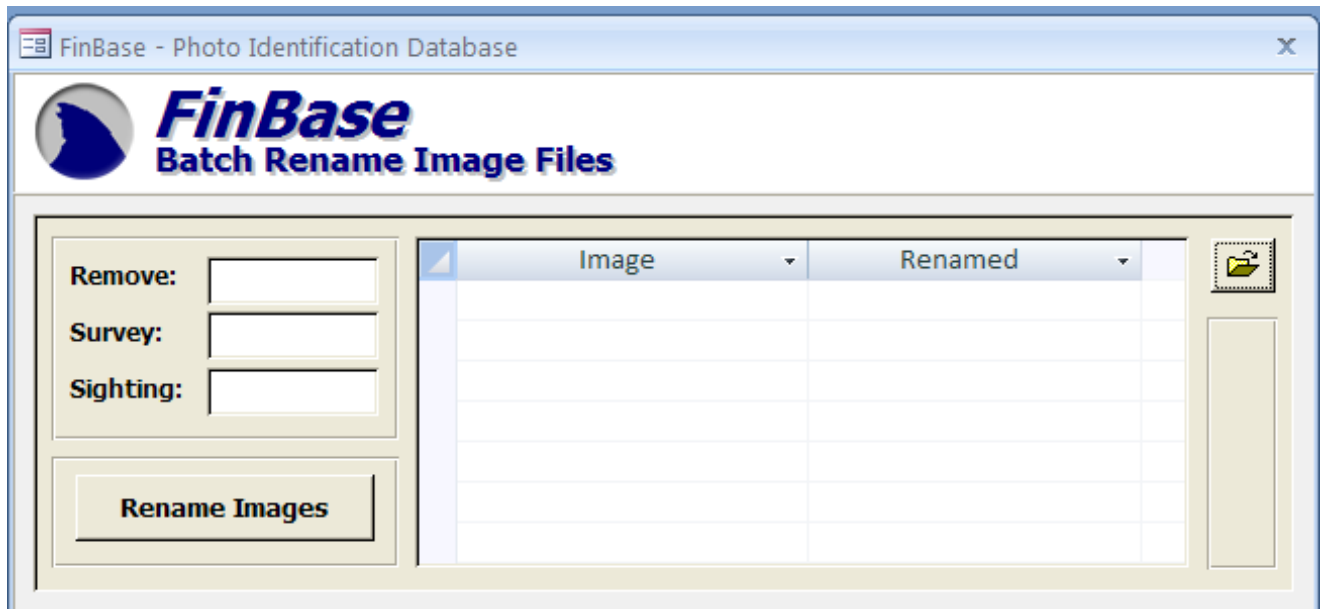 FinBase - Photo Identification Database
FinBase
Batch Rename Image Files
Remove:
Survey:
Sighting:
Rename Images
Image Renamed